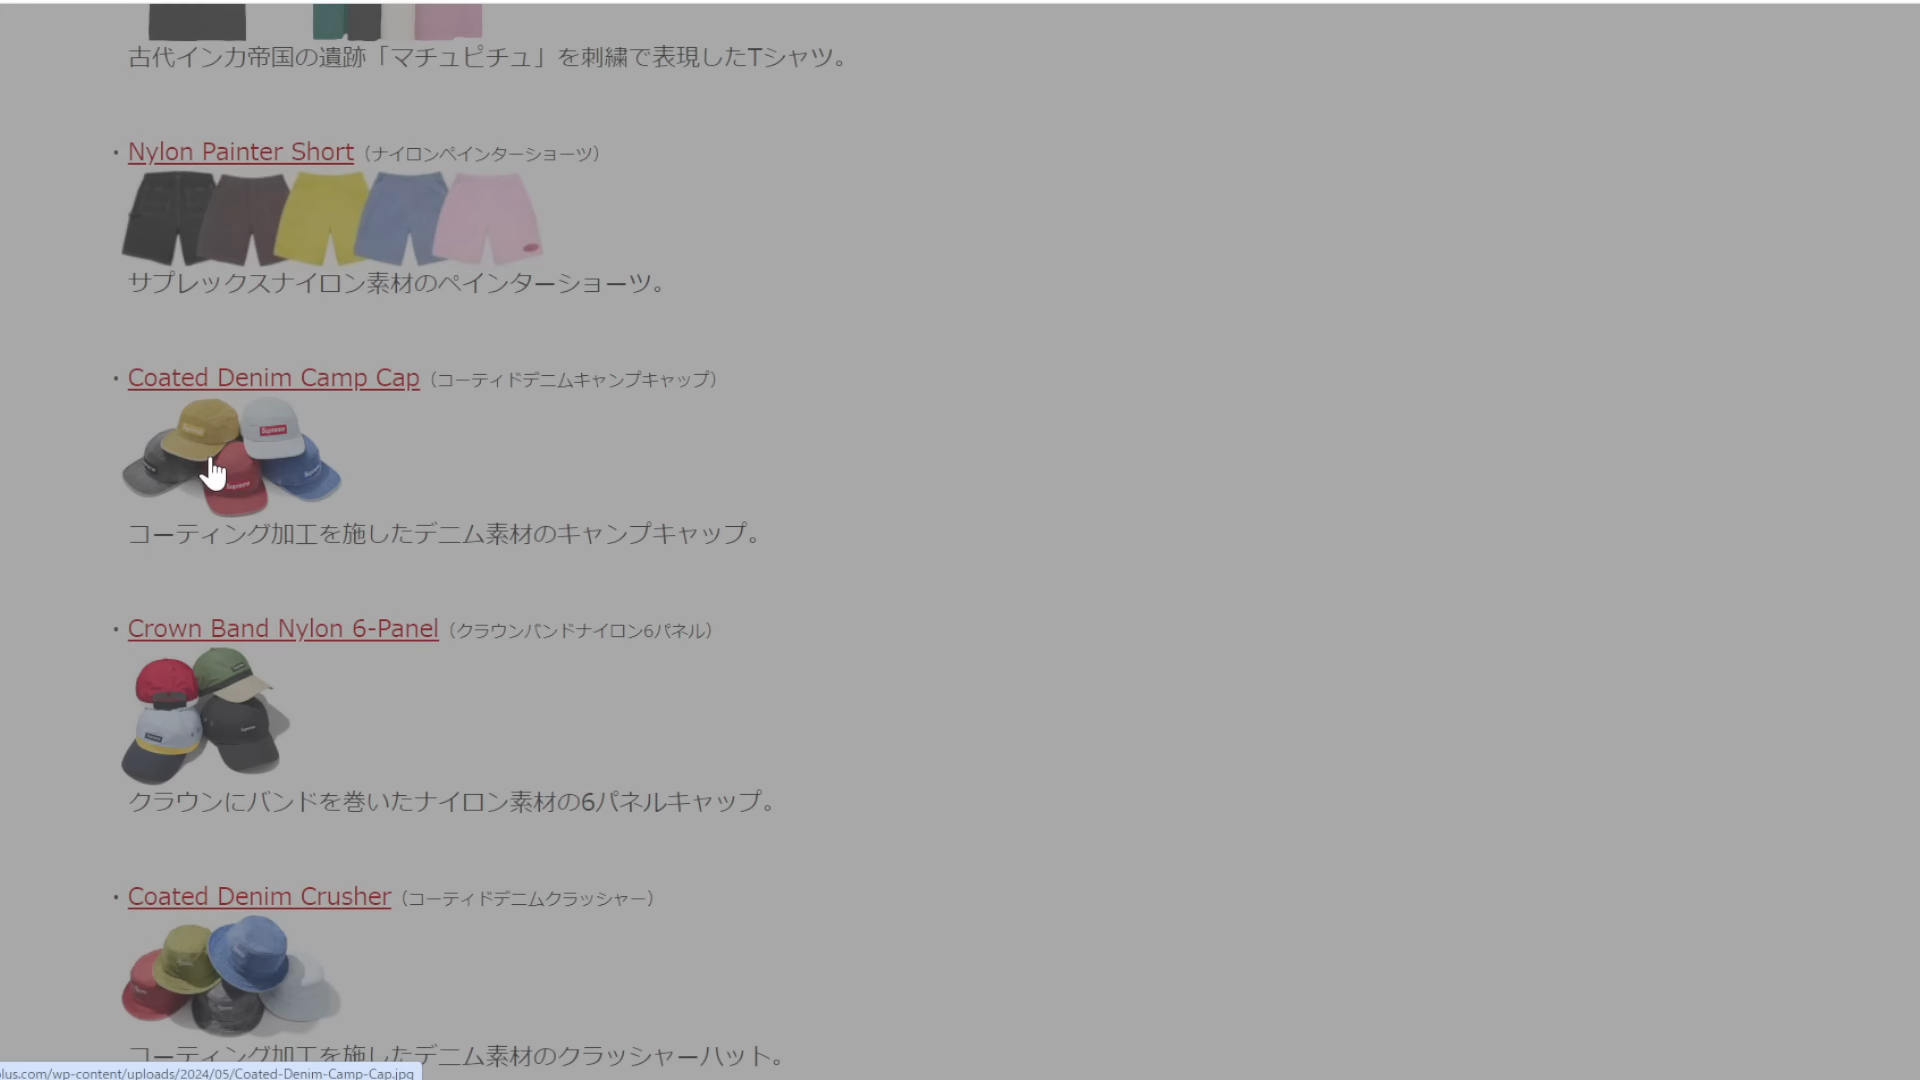 古代インカ帝国の遺跡「マチュピチュ」を刺繍で表現したTシャツ。
・Nylon Painter Short（ナイロンペインターショーツ）
サプレックスナイロン素材のペインターショーツ。
・Coated Denim Camp Cap（コーティドデニムキャンプキャップ）
Supreme
Supreme
コーティング加工を施したデニム素材のキャンプキャップ。
・Crown Band Nylon 6-Panel（クラウンバンドナイロン6パネル）
クラウンにバンドを巻いたナイロン素材の6パネルキャップ。
・Coated Denim Crusher（コーティドデニムクラッシャー）
コーティング加工を施したデニム素材のクラッシャーハット。
lus.com/wp-content/uploads/2024/05/Coated-Denim-Camp-Cap.jpg